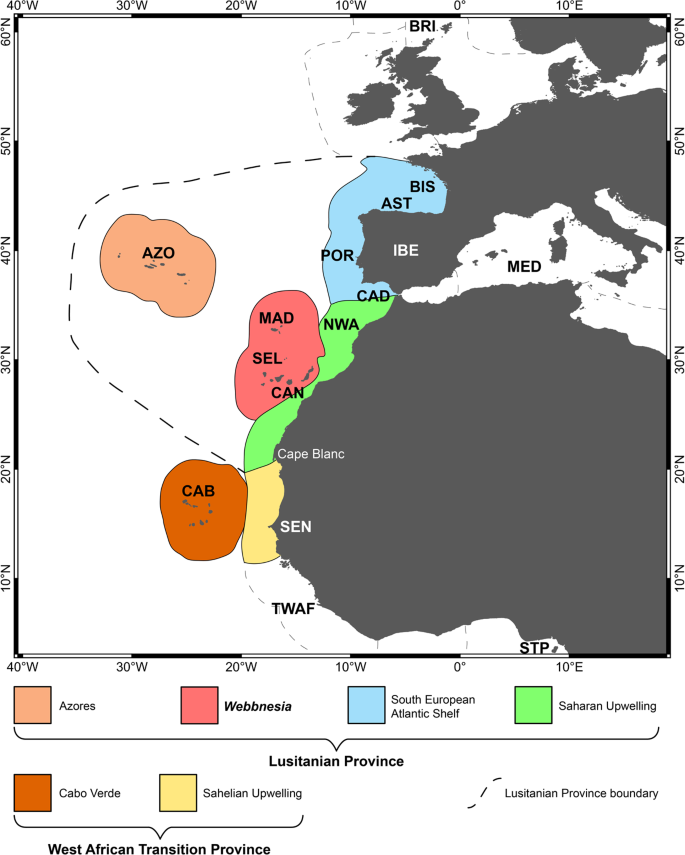 40°W 30°W 20°W 10°W 0° 10°E
60°N 60°N
BRI
50°N 50°N
BIS
AST
AZO POR IBE
40°N 40°N
MED
CAD
MAD NWA
SEL
30°N 30°N
CAN
Cape Blanc
20°N 20°N
CAB
SEN
10°N 10°N
TWAF
STP
40°W 30°W 20°W 10°W 0° 10°E
Azores
Webbnesia
South European
Atlantic Shelf
Saharan Upwelling
Lusitanian Province
Cabo Verde
Sahelian Upwelling
Lusitanian Province boundary
West African Transition Province